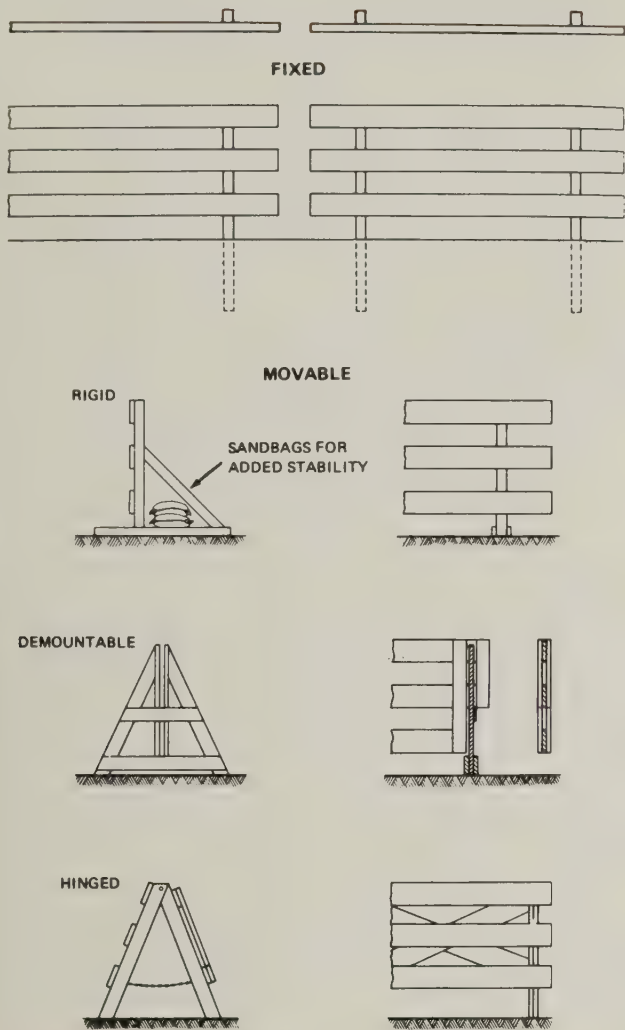 FIXED
MOVABLE
RIGID
SANDBAGS FOR
ADDED STABILITY
DEMOUNTABLE
HINGED